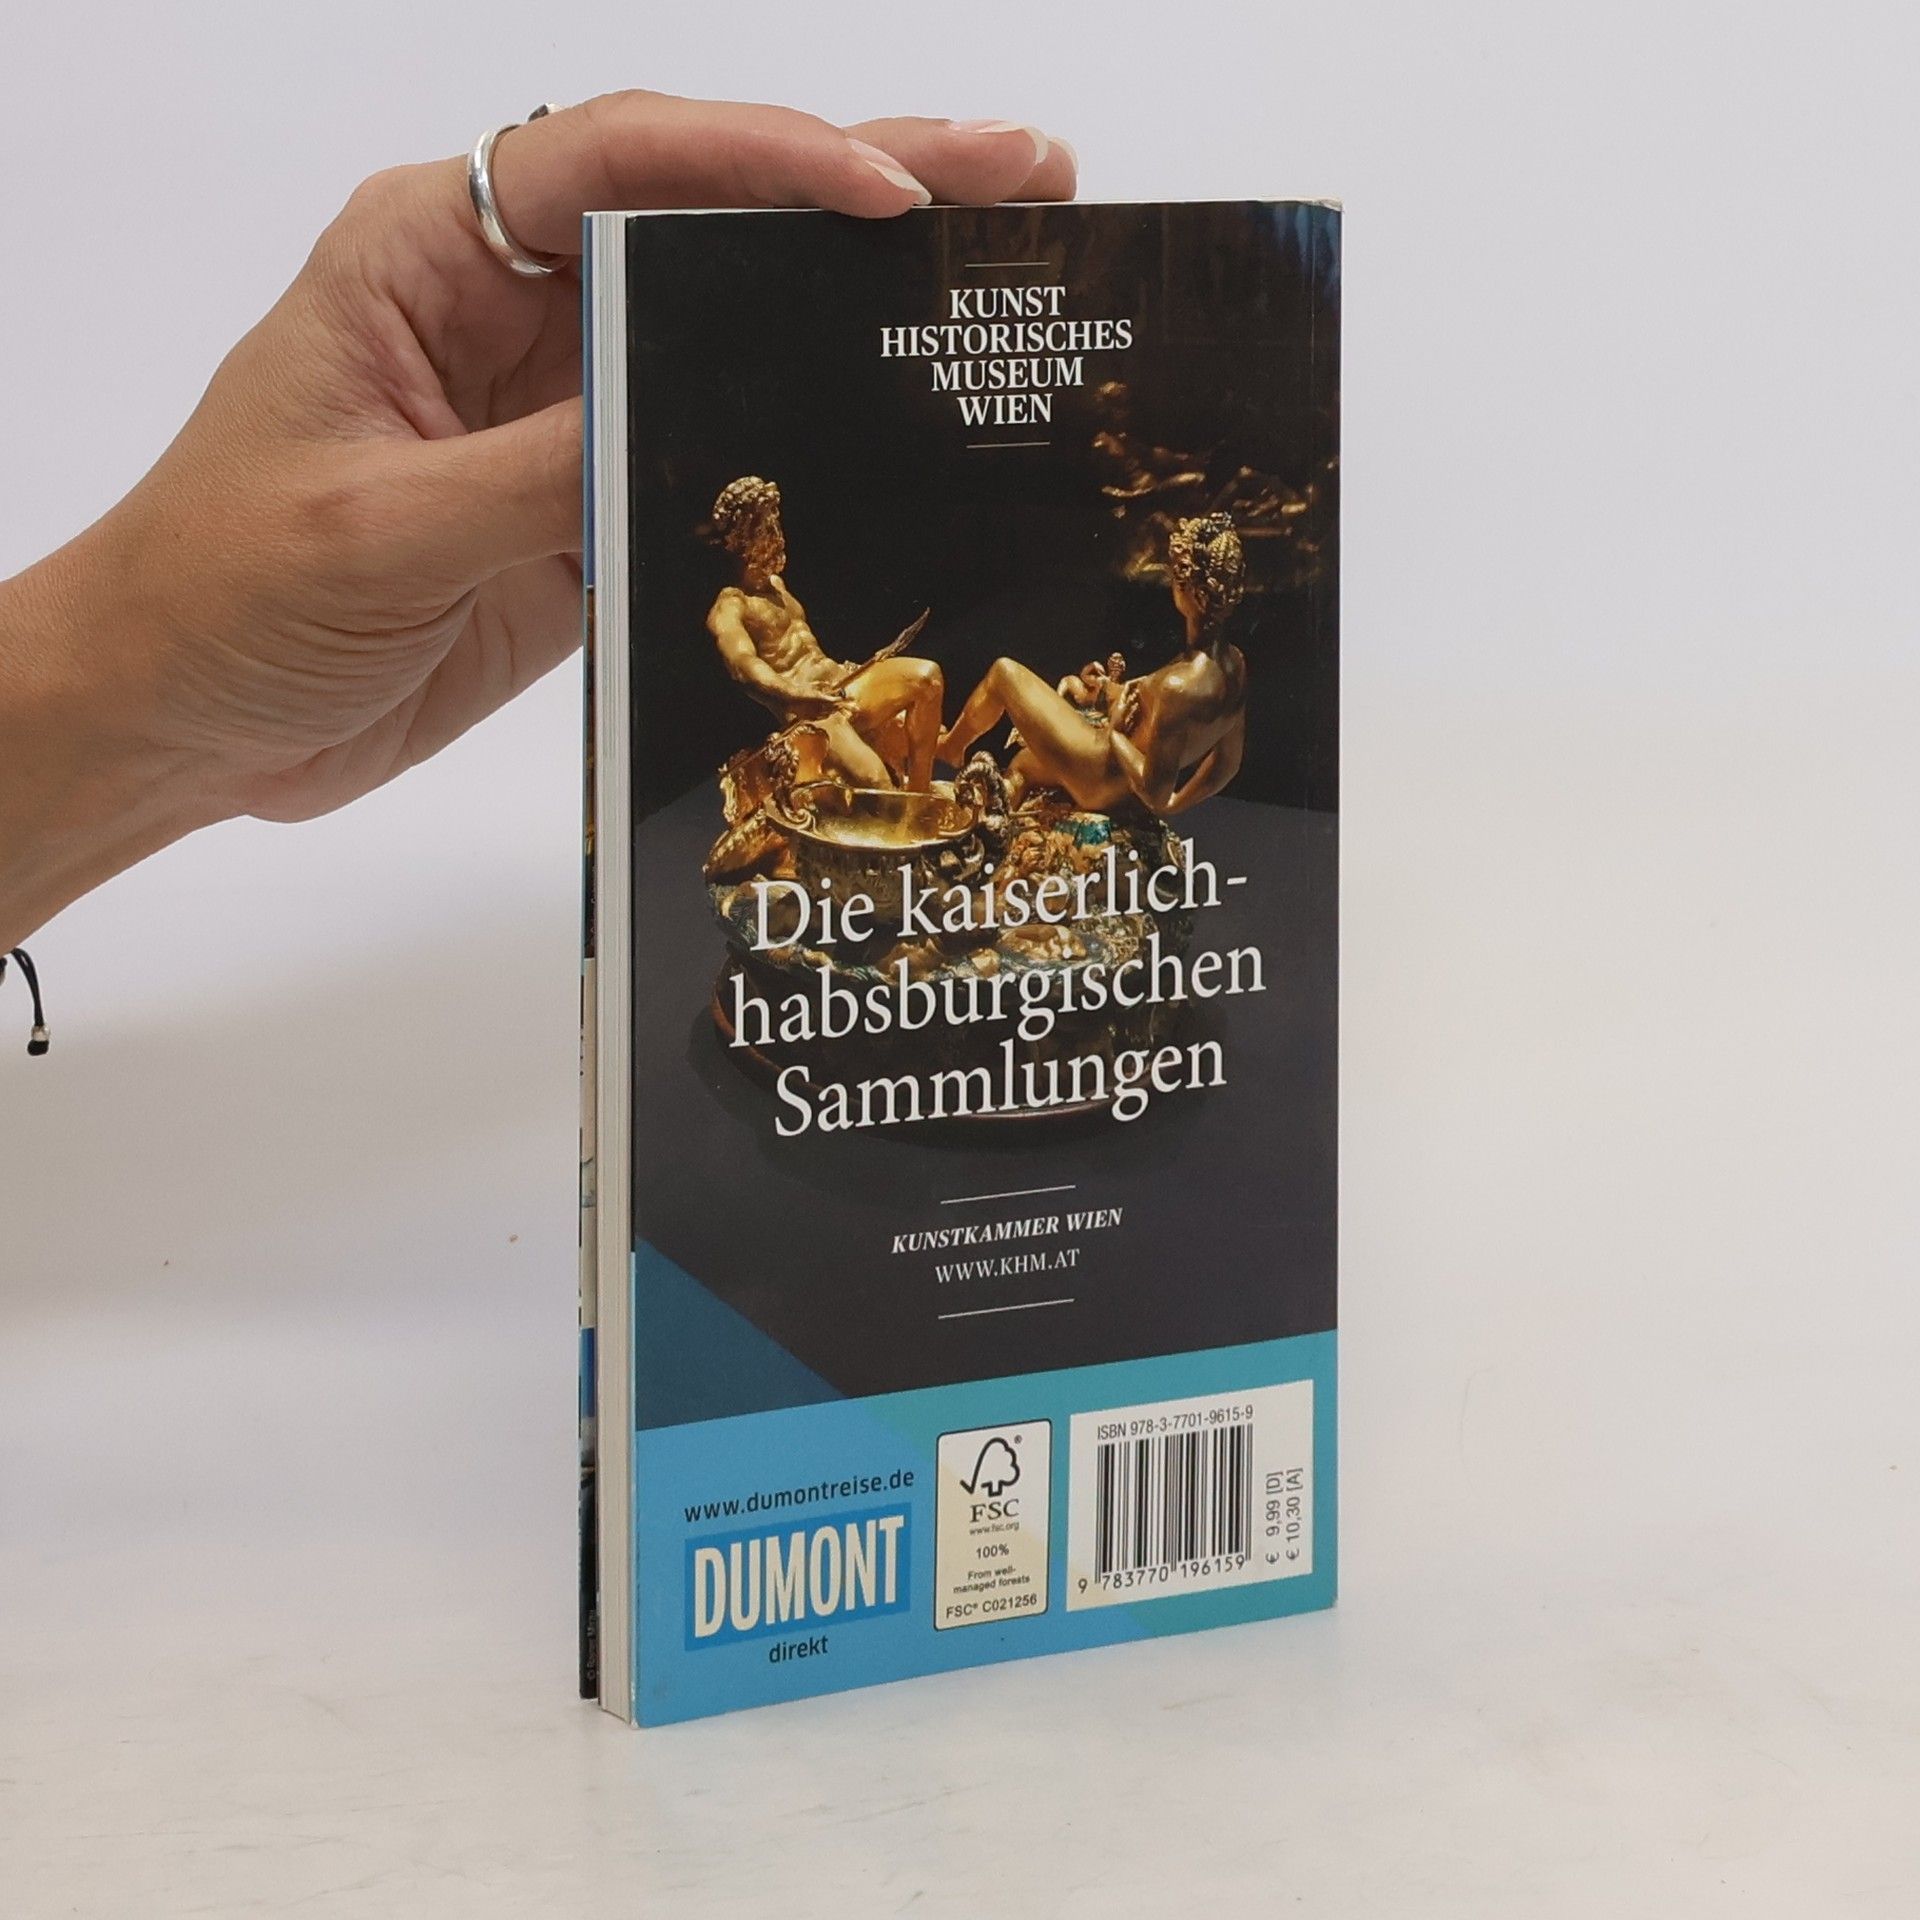 KUNST
HISTORISCHES
MUSEUM
WIEN
Die kaiserlich-
habsburgischen
Sammlungen
KUNSTKAMMER WIEN
WWW.KHM.AT
www.dumontreise.de
DUMONT
direkt
®
FSC
www.fsc.org
100%
From well-
managed forests
FSC® C021256
ISBN 978-3-7701-9615-9
9 783770 196159
€ 9,99 [D]
€ 10,30 [A]